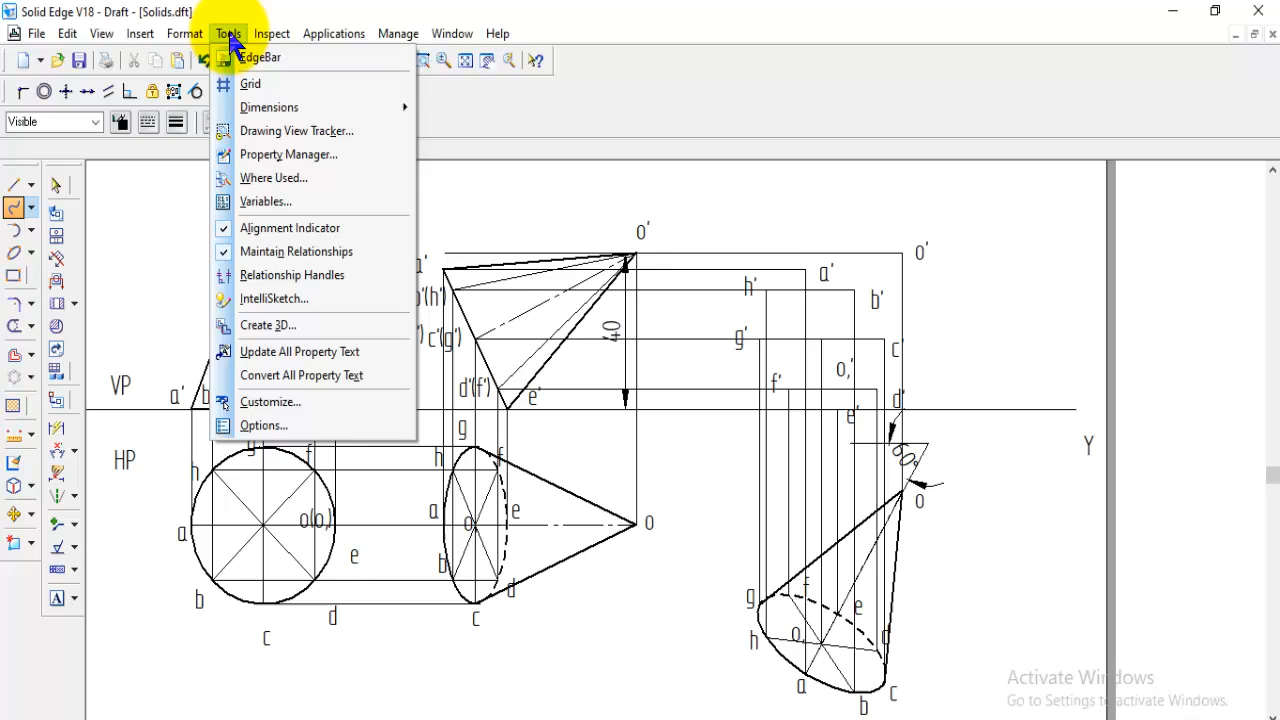 Solid Edge V18 - Draft - [Solids.dft]
File Edit View Insert Format Tools Inspect Applications Manage Window Help
EdgeBar
Grid
Dimensions
Drawing View Tracker...
Property Manager...
Where Used...
Variables...
Alignment Indicator
Maintain Relationships
Relationship Handles
IntelliSketch...
Create 3D...
Update All Property Text
Convert All Property Text
Customize...
Options...
Visible
o'
o'
a'
a'
h'
b'(h')
b'
40
g'
c'(g')
c'
o,'
f'
VP
a' b
d'(f')
e'
d'
e'
g
Y
HP
g
f
h
h
f
60°
o
a
o(o,)
a
o
e
o
e
b
d
b
d
c
c
f
g
e
h
o,
d
a
b
c
Activate Windows
Go to Settings to activate Windows.